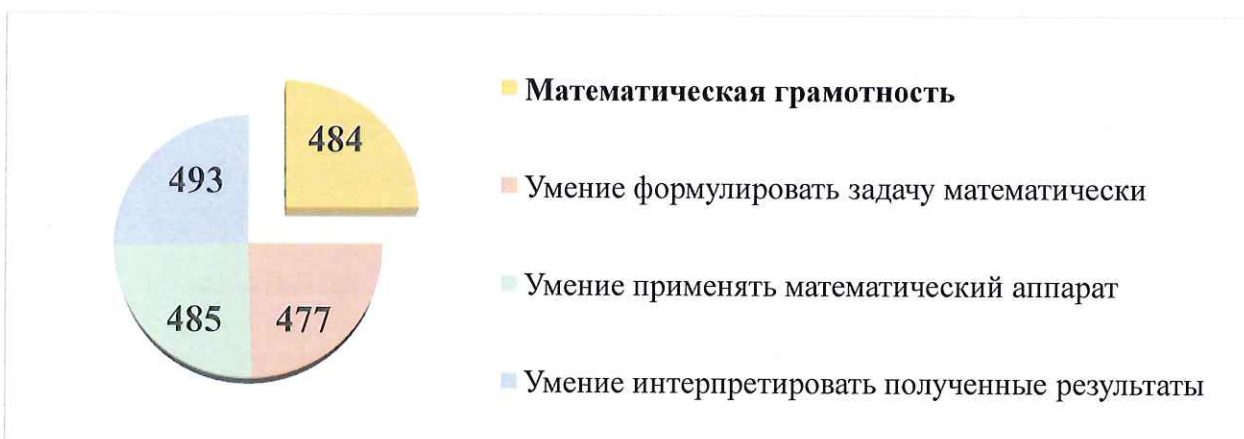 484
493
485
477
Математическая грамотность
Умение формулировать задачу математически
Умение применять математический аппарат
Умение интерпретировать полученные результаты